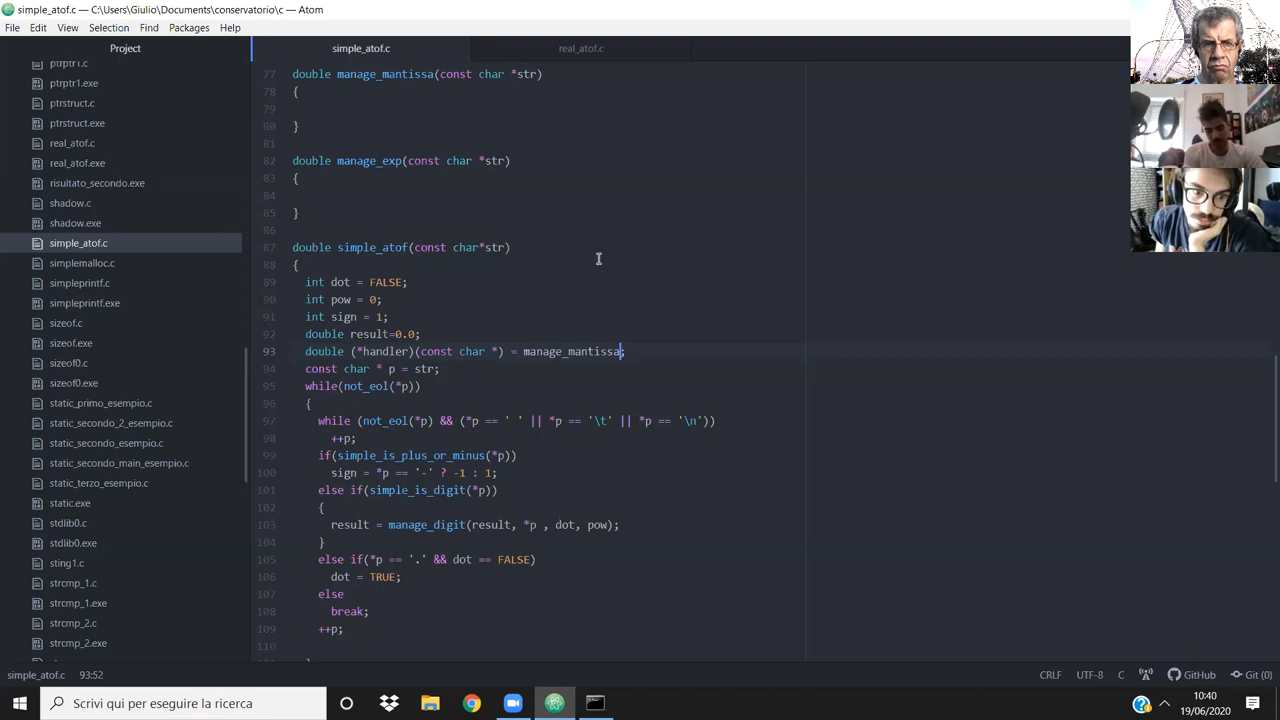 simple_atof.c — C:\Users\Giulio\Documents\conservatorio\c — Atom
File Edit View Selection Find Packages Help
Project
simple_atof.c
real_atof.c
ptrptr1.c
ptrptr1.exe
ptrstruct.c
ptrstruct.exe
real_atof.c
real_atof.exe
risultato_secondo.exe
shadow.c
shadow.exe
simple_atof.c
simplemalloc.c
simpleprintf.c
simpleprintf.exe
sizeof.c
sizeof.exe
sizeof0.c
sizeof0.exe
static_primo_esempio.c
static_secondo_2_esempio.c
static_secondo_esempio.c
static_secondo_main_esempio.c
static_terzo_esempio.c
static.exe
stdlib0.c
stdlib0.exe
sting1.c
strcmp_1.c
strcmp_1.exe
strcmp_2.c
strcmp_2.exe
77 double manage_mantissa(const char *str)
78 {
79
80 }
81
82 double manage_exp(const char *str)
83 {
84
85 }
86
87 double simple_atof(const char*str)
88 {
89 int dot = FALSE;
90 int pow = 0;
91 int sign = 1;
92 double result=0.0;
93 double (*handler)(const char *) = manage_mantissa;
94 const char * p = str;
95 while(not_eol(*p))
96 {
97 while (not_eol(*p) && (*p == ' ' || *p == '\t' || *p == '\n'))
98 ++p;
99 if(simple_is_plus_or_minus(*p))
100 sign = *p == '-' ? -1 : 1;
101 else if(simple_is_digit(*p))
102 {
103 result = manage_digit(result, *p , dot, pow);
104 }
105 else if(*p == '.' && dot == FALSE)
106 dot = TRUE;
107 else
108 break;
109 ++p;
110
simple_atof.c 93:52
CRLF UTF-8 C GitHub Git (0)
Scrivi qui per eseguire la ricerca
10:40
19/06/2020